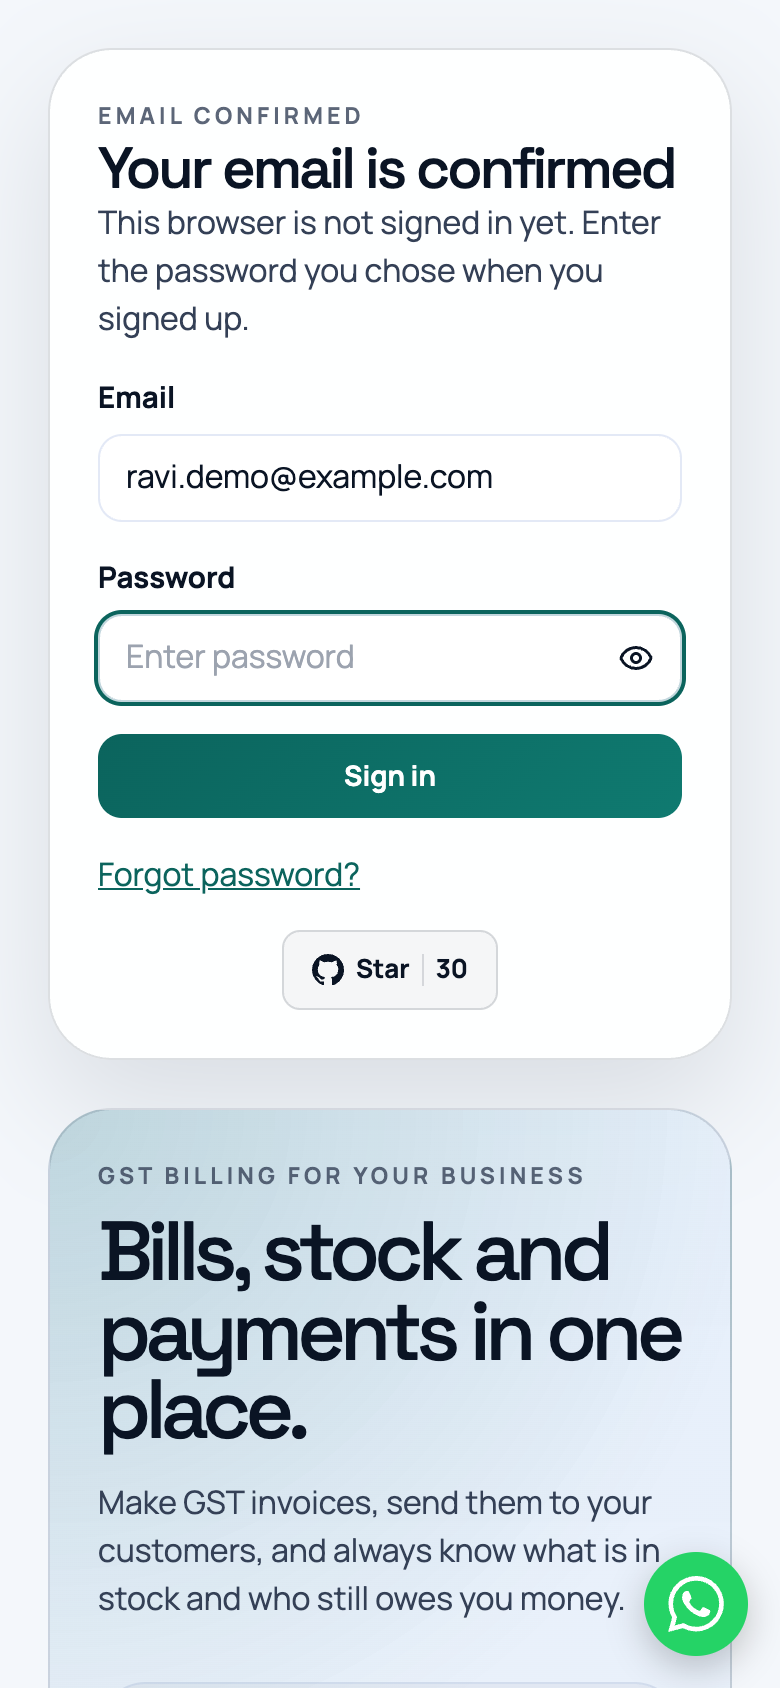 EMAIL CONFIRMED
Your email is confirmed
This browser is not signed in yet. Enter
the password you chose when you
signed up.
Email
ravi.demo@example.com
Password
Enter password
Sign in
Forgot password?
Star 30
GST BILLING FOR YOUR BUSINESS
Bills, stock and
payments in one
place.
Make GST invoices, send them to your
customers, and always know what is in
stock and who still owes you money.